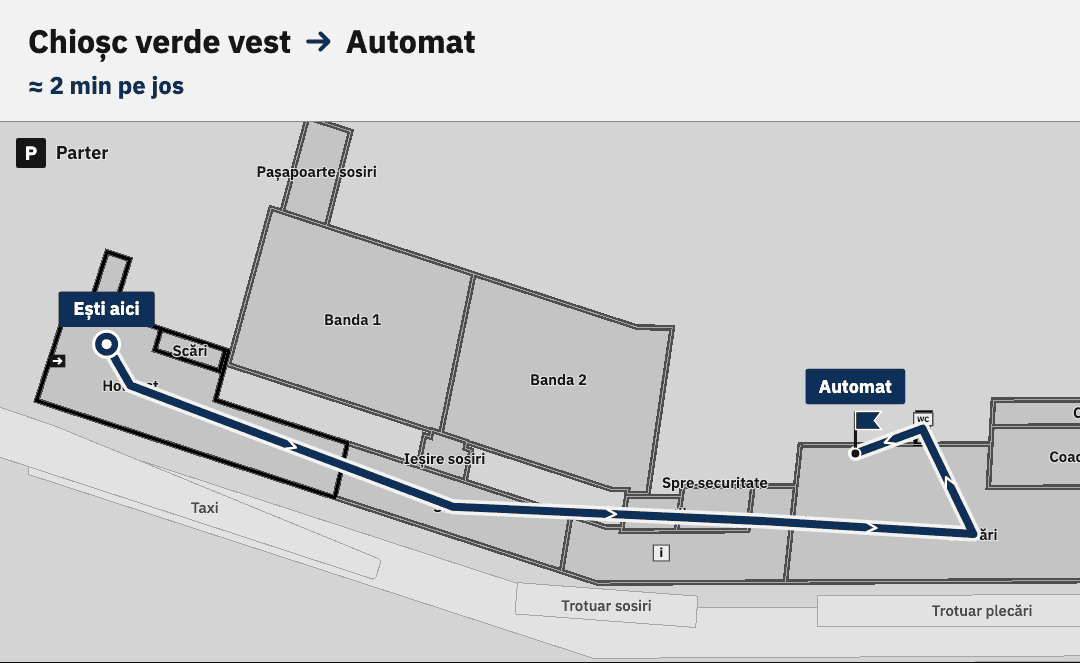 Chioșc verde vest → Automat
≈ 2 min pe jos
P Parter
Pașapoarte sosiri
Ești aici
Banda 1
Scări
Banda 2
Automat
WC
Ieșire sosiri
Spre securitate
Taxi
i
Trotuar sosiri
Trotuar plecări